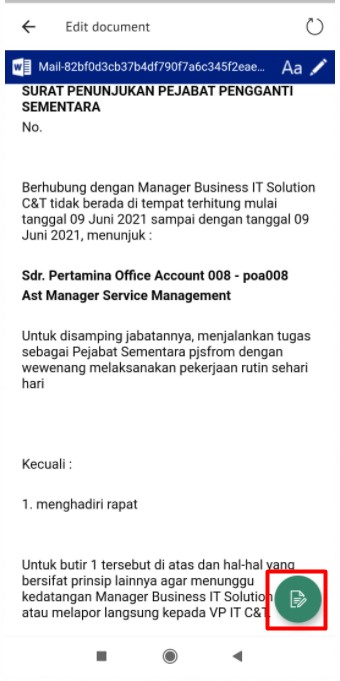 Edit document
Mail-82bf0d3cb37b4df790f7a6c345f2eae... Aa
SURAT PENUNJUKAN PEJABAT PENGGANTI
SEMENTARA
No.
Berhubung dengan Manager Business IT Solution
C&T tidak berada di tempat terhitung mulai
tanggal 09 Juni 2021 sampai dengan tanggal 09
Juni 2021, menunjuk :
Sdr. Pertamina Office Account 008 - poa008
Ast Manager Service Management
Untuk disamping jabatannya, menjalankan tugas
sebagai Pejabat Sementara pjsfrom dengan
wewenang melaksanakan pekerjaan rutin sehari
hari
Kecuali :
1. menghadiri rapat
Untuk butir 1 tersebut di atas dan hal-hal yang
bersifat prinsip lainnya agar menunggu
kedatangan Manager Business IT Solution
atau melapor langsung kepada VP IT C&T.